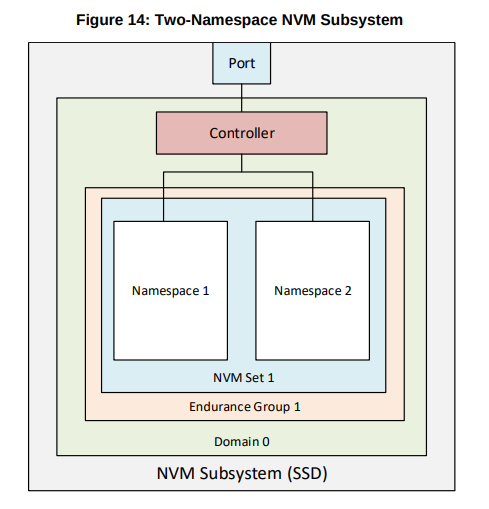 Figure 14: Two-Namespace NVM Subsystem
Port
Controller
Namespace 1
Namespace 2
NVM Set 1
Endurance Group 1
Domain 0
NVM Subsystem (SSD)